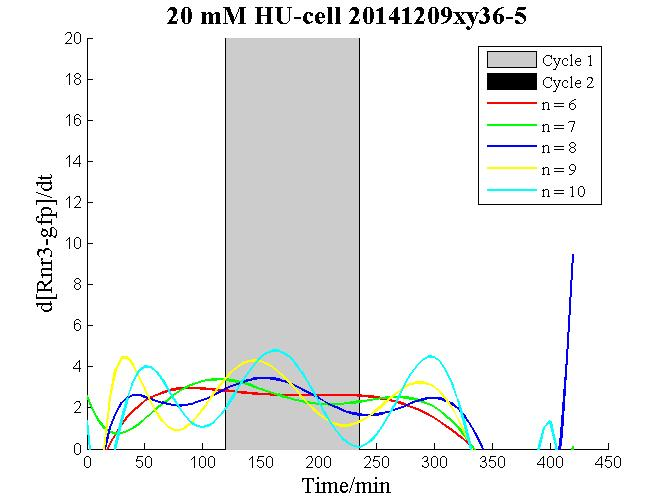 20 mM HU-cell 20141209xy36-5
20
18
16
14
12
10
8
6
4
2
0
d[Rnr3-gfp]/dt
Cycle 1
Cycle 2
n = 6
n = 7
n = 8
n = 9
n = 10
0 50 100 150 200 250 300 350 400 450
Time/min